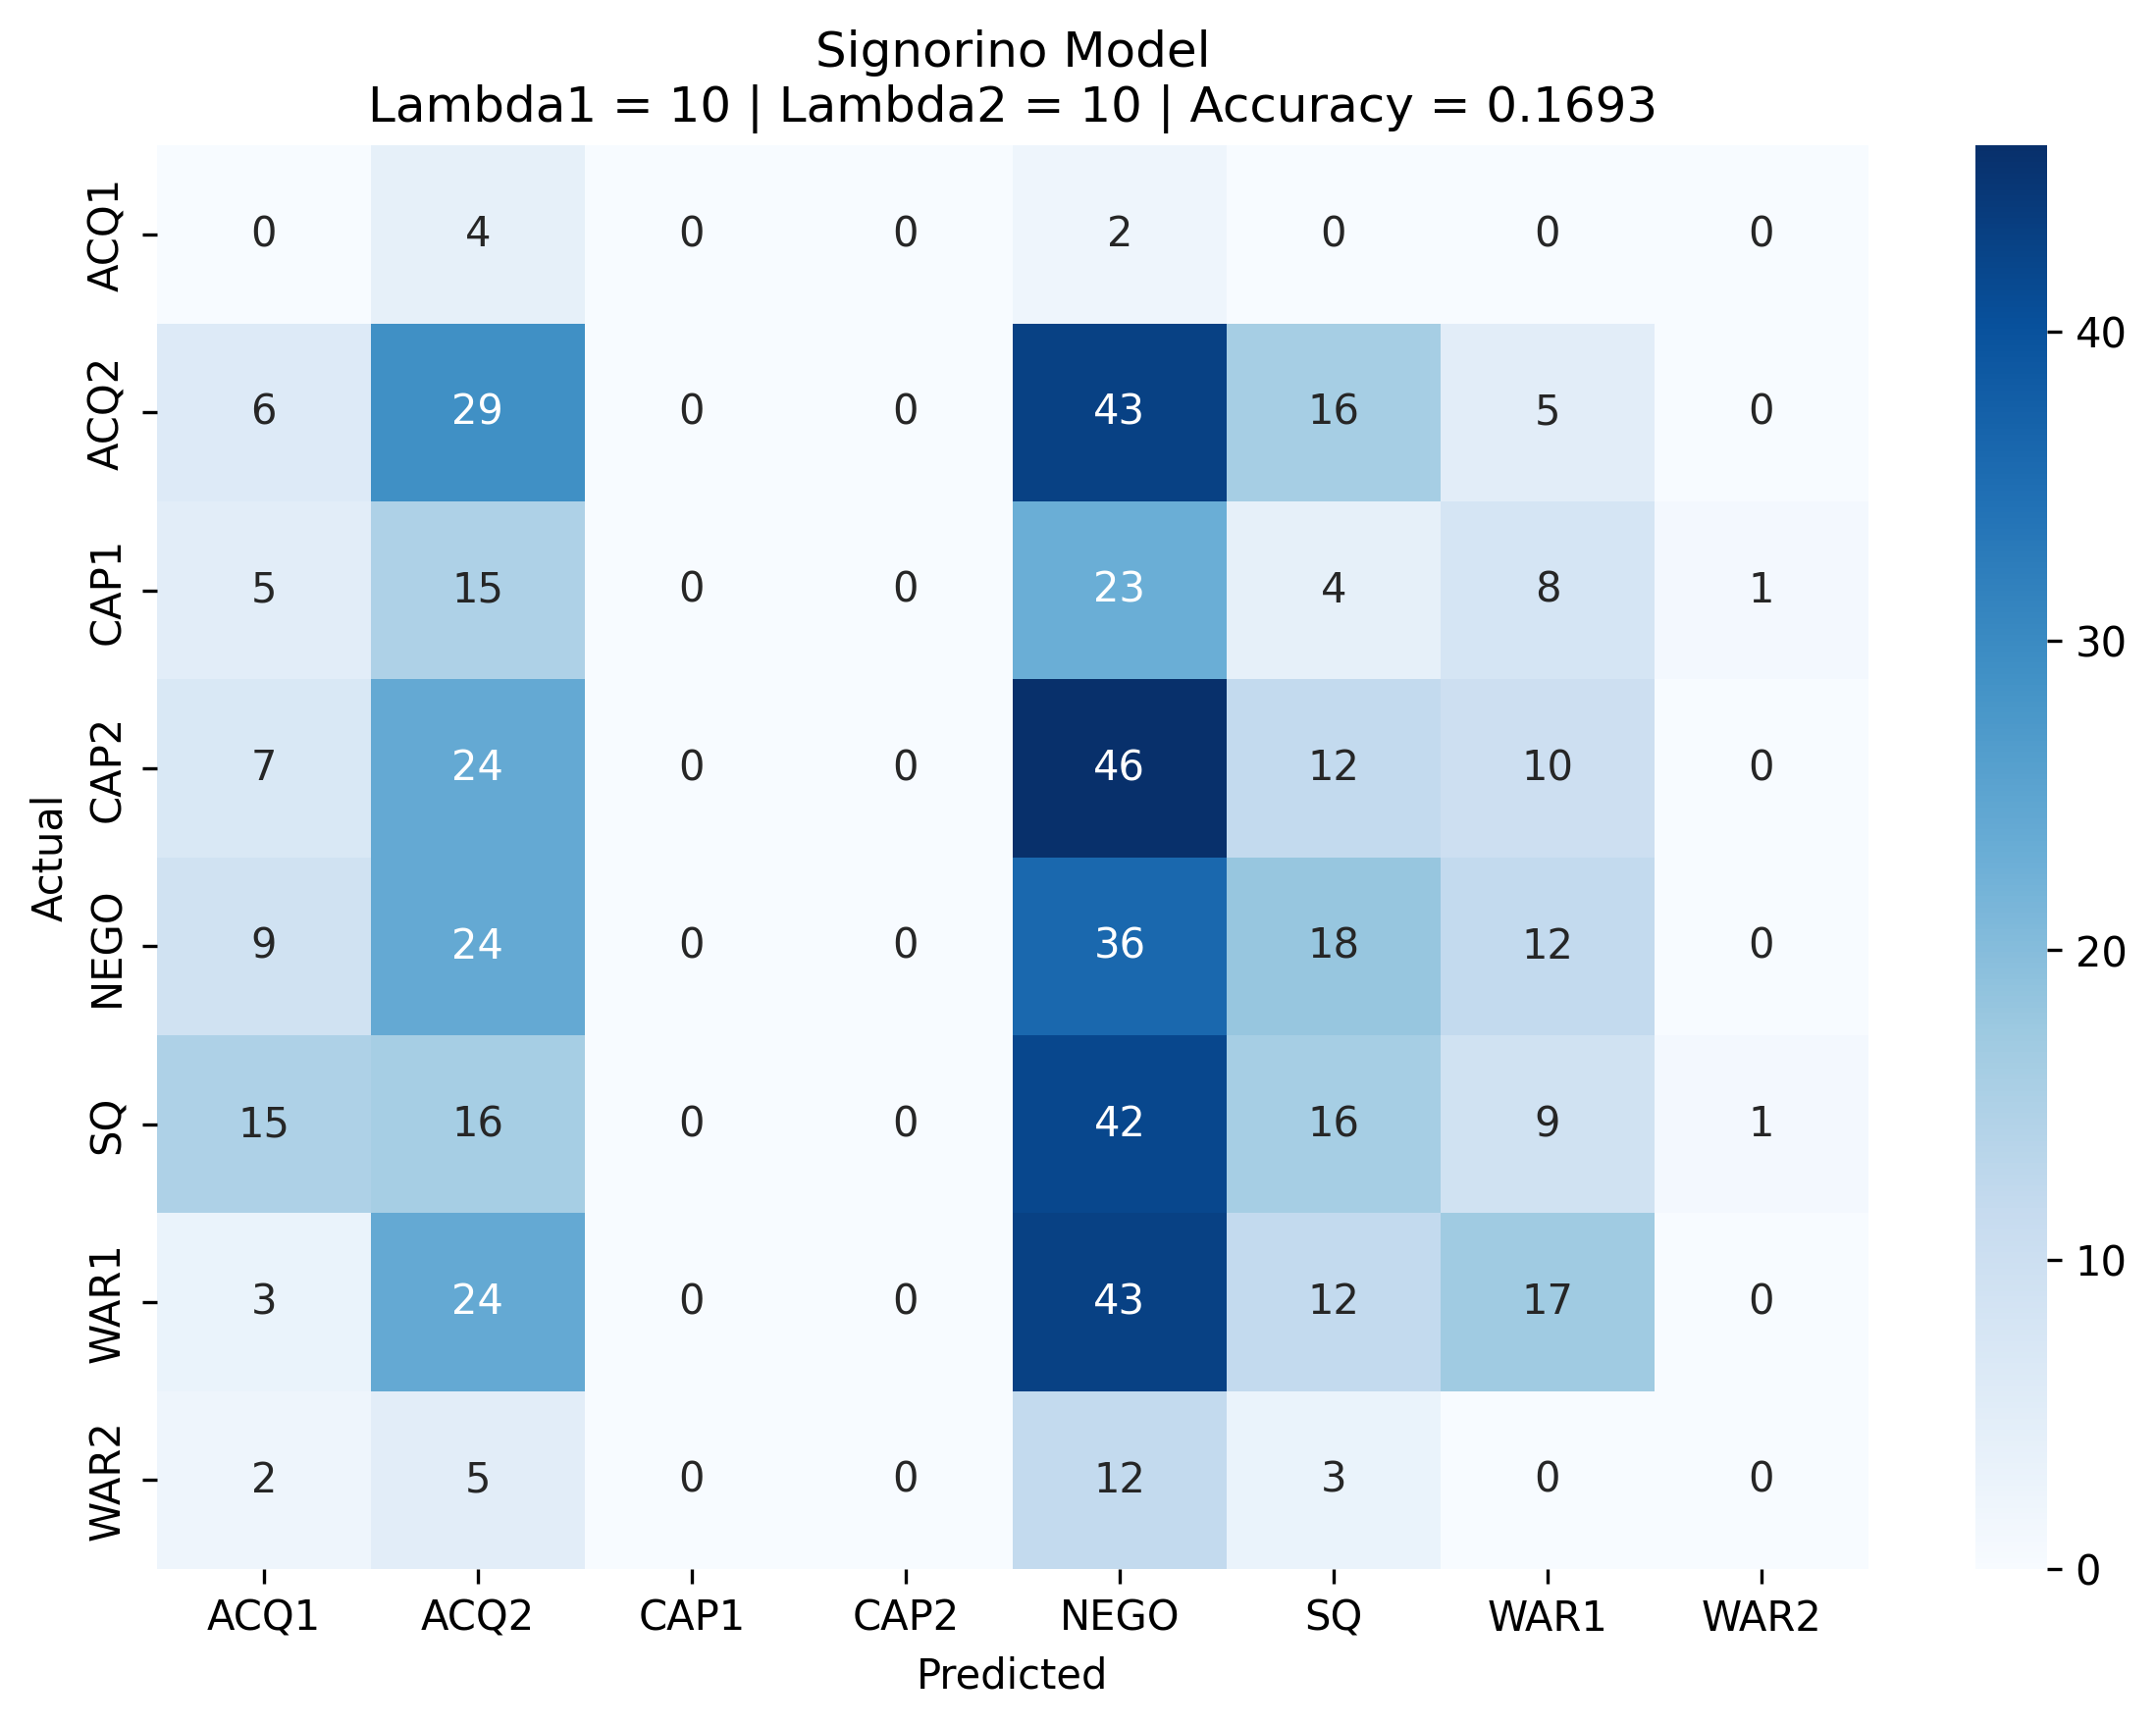 Signorino Model
Lambda1 = 10 | Lambda2 = 10 | Accuracy = 0.1693
Actual
ACQ1 0 4 0 0 2 0 0 0
ACQ2 6 29 0 0 43 16 5 0
CAP1 5 15 0 0 23 4 8 1
CAP2 7 24 0 0 46 12 10 0
NEGO 9 24 0 0 36 18 12 0
SQ 15 16 0 0 42 16 9 1
WAR1 3 24 0 0 43 12 17 0
WAR2 2 5 0 0 12 3 0 0
ACQ1 ACQ2 CAP1 CAP2 NEGO SQ WAR1 WAR2
Predicted
40
30
20
10
0